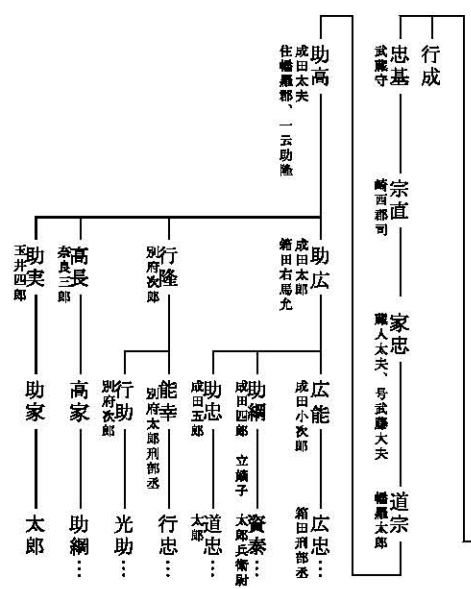 行成
忠基
武蔵守
宗直
崎西郡司
家忠
蔵人太夫、号武藤大夫
道宗
幡羅太郎
助高
成田太夫
住幡羅郡、一云助隆
助広
成田太郎
箱田右馬允
行隆
別府次郎
高長
奈良三郎
助実
玉井四郎
広能
成田小次郎
助綱
成田四郎
立嫡子
助忠
成田五郎
能幸
別府太郎刑部丞
行助
別府次郎
高家
助家
広忠…
箱田刑部丞
資泰…
太郎兵衛尉
道忠…
太郎
行忠…
光助…
助綱…
太郎